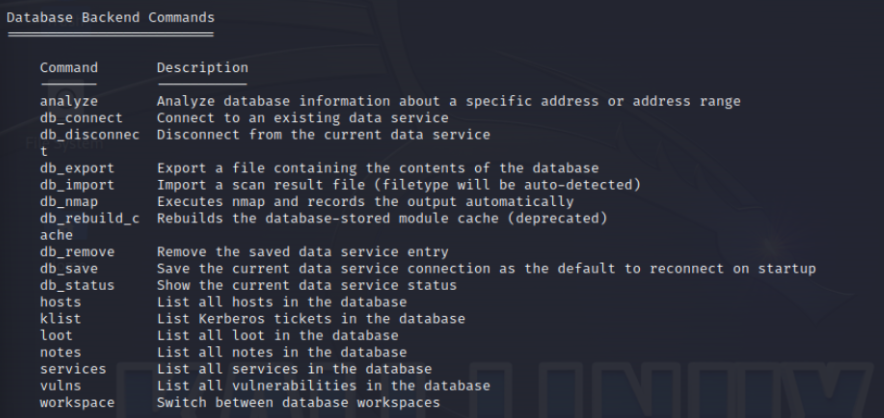 Database Backend Commands
Command Description
analyze Analyze database information about a specific address or address range
db_connect Connect to an existing data service
db_disconnec Disconnect from the current data service
t
db_export Export a file containing the contents of the database
db_import Import a scan result file (filetype will be auto-detected)
db_nmap Executes nmap and records the output automatically
db_rebuild_c Rebuilds the database-stored module cache (deprecated)
ache
db_remove Remove the saved data service entry
db_save Save the current data service connection as the default to reconnect on startup
db_status Show the current data service status
hosts List all hosts in the database
klist List Kerberos tickets in the database
loot List all loot in the database
notes List all notes in the database
services List all services in the database
vulns List all vulnerabilities in the database
workspace Switch between database workspaces